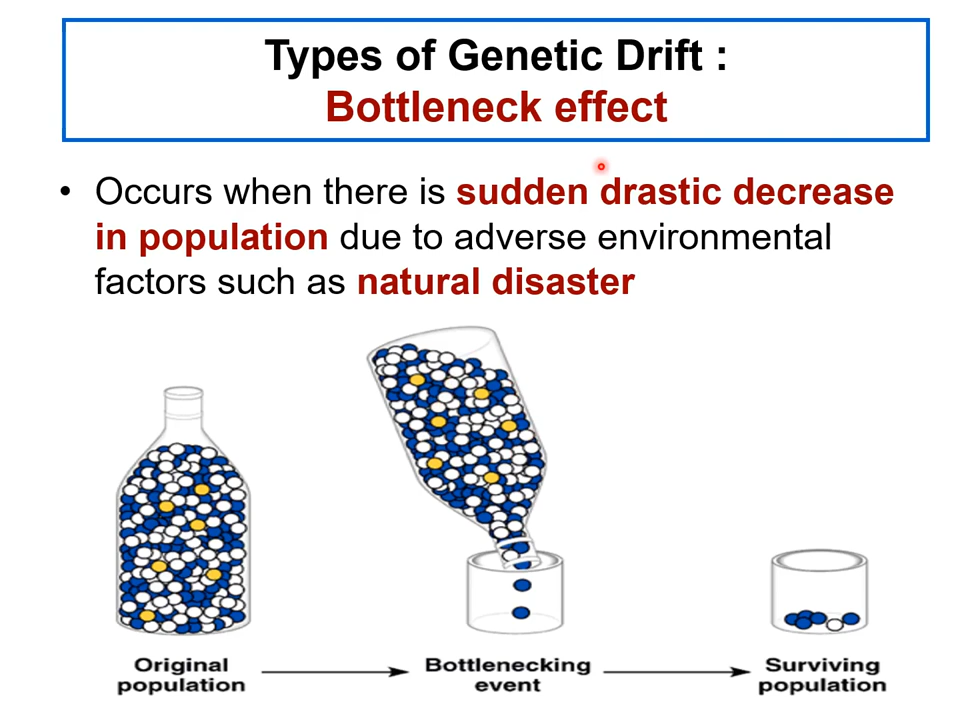 Types of Genetic Drift :
Bottleneck effect
• Occurs when there is sudden drastic decrease
in population due to adverse environmental
factors such as natural disaster
Original
population
Bottlenecking
event
Surviving
population